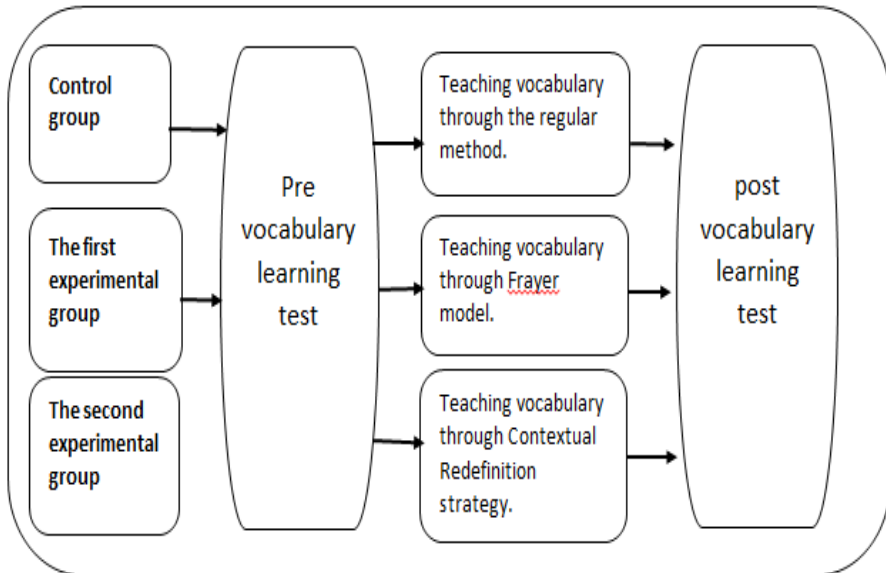 Control
group
The first
experimental
group
The second
experimental
group
Pre
vocabulary
learning
test
Teaching vocabulary
through the regular
method.
Teaching vocabulary
through Frayer
model.
Teaching vocabulary
through Contextual
Redefinition
strategy.
post
vocabulary
learning
test